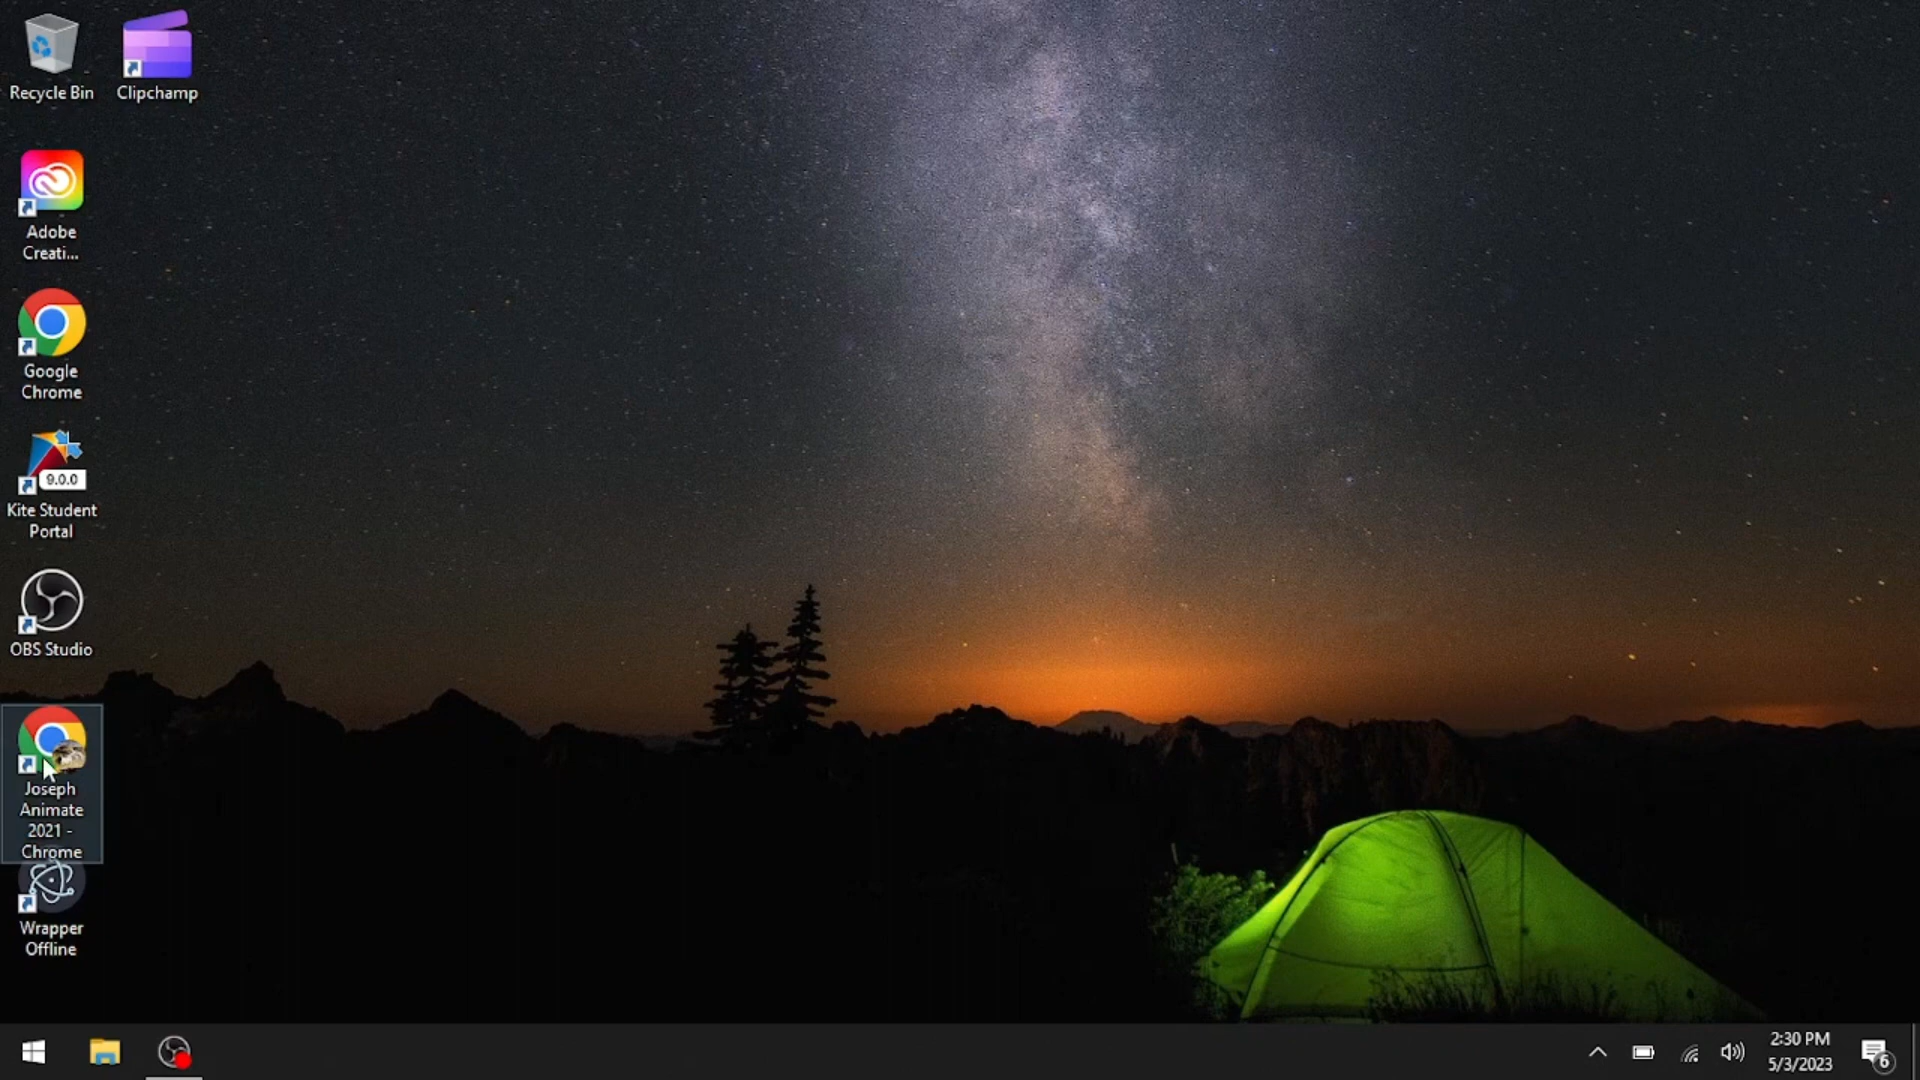 Recycle Bin
Clipchamp
Adobe
Creati...
Google
Chrome
9.0.0
Kite Student
Portal
OBS Studio
Joseph
Animate
2021 -
Chrome
Wrapper
Offline
2:30 PM
5/3/2023
6